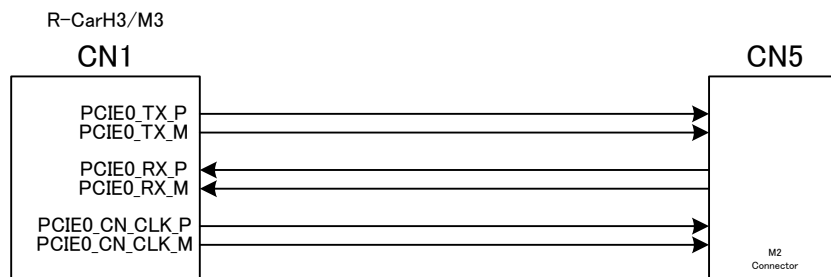 R-CarH3/M3
CN1
CN5
PCIE0_TX_P
PCIE0_TX_M
PCIE0_RX_P
PCIE0_RX_M
PCIE0_CN_CLK_P
PCIE0_CN_CLK_M
M2
Connector